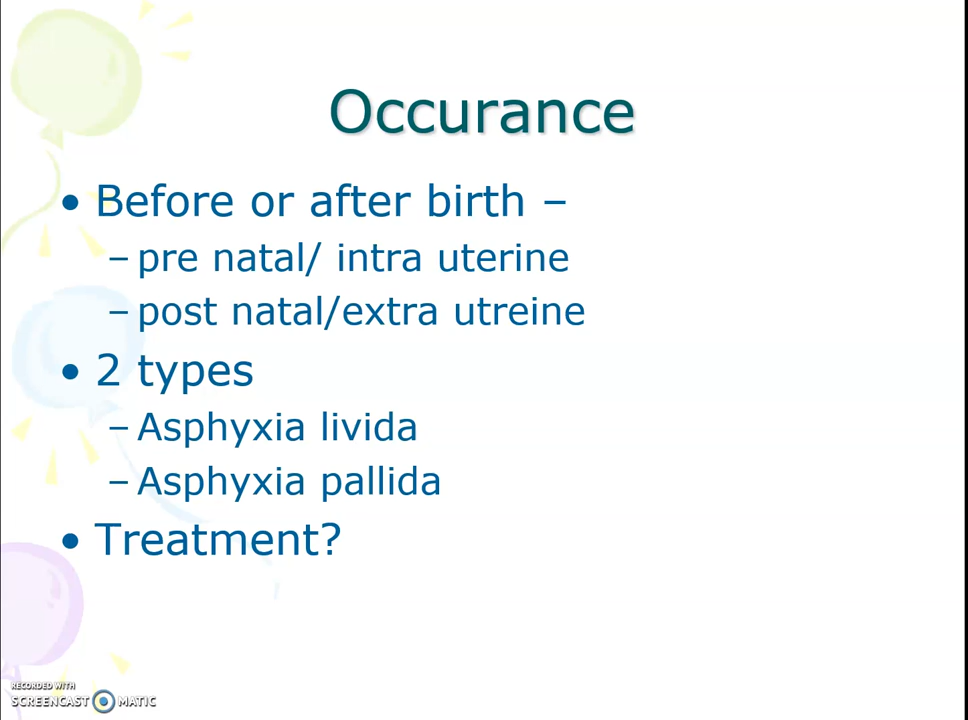 Occurance
• Before or after birth –
– pre natal/ intra uterine
– post natal/extra utreine
• 2 types
– Asphyxia livida
– Asphyxia pallida
• Treatment?
RECORDED WITH
SCREENCAST MATIC